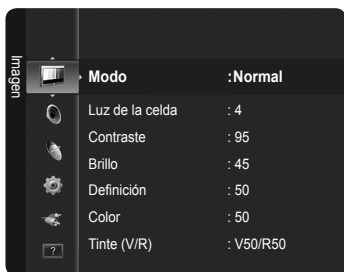 Imagen
Modo :Normal
Luz de la celda : 4
Contraste : 95
Brillo : 45
Definición : 50
Color : 50
Tinte (V/R) : V50/R50
?